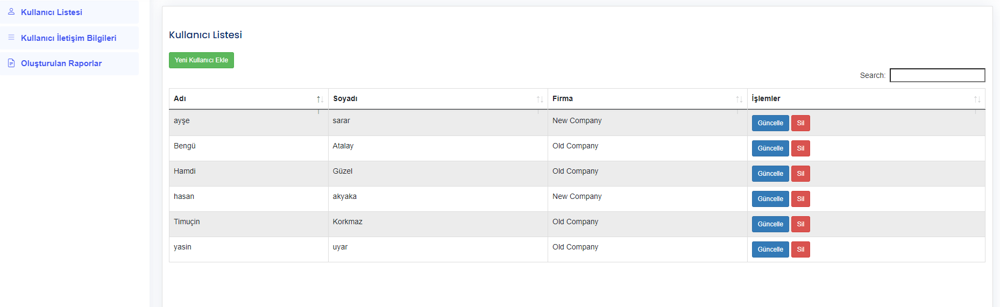 Kullanıcı Listesi
Kullanıcı İletişim Bilgileri
Oluşturulan Raporlar
Kullanıcı Listesi
Yeni Kullanıcı Ekle
Search:
Adı Soyadı Firma İşlemler
ayşe sarar New Company Güncelle Sil
Bengü Atalay Old Company Güncelle Sil
Hamdi Güzel Old Company Güncelle Sil
hasan akyaka New Company Güncelle Sil
Timuçin Korkmaz Old Company Güncelle Sil
yasin uyar Old Company Güncelle Sil